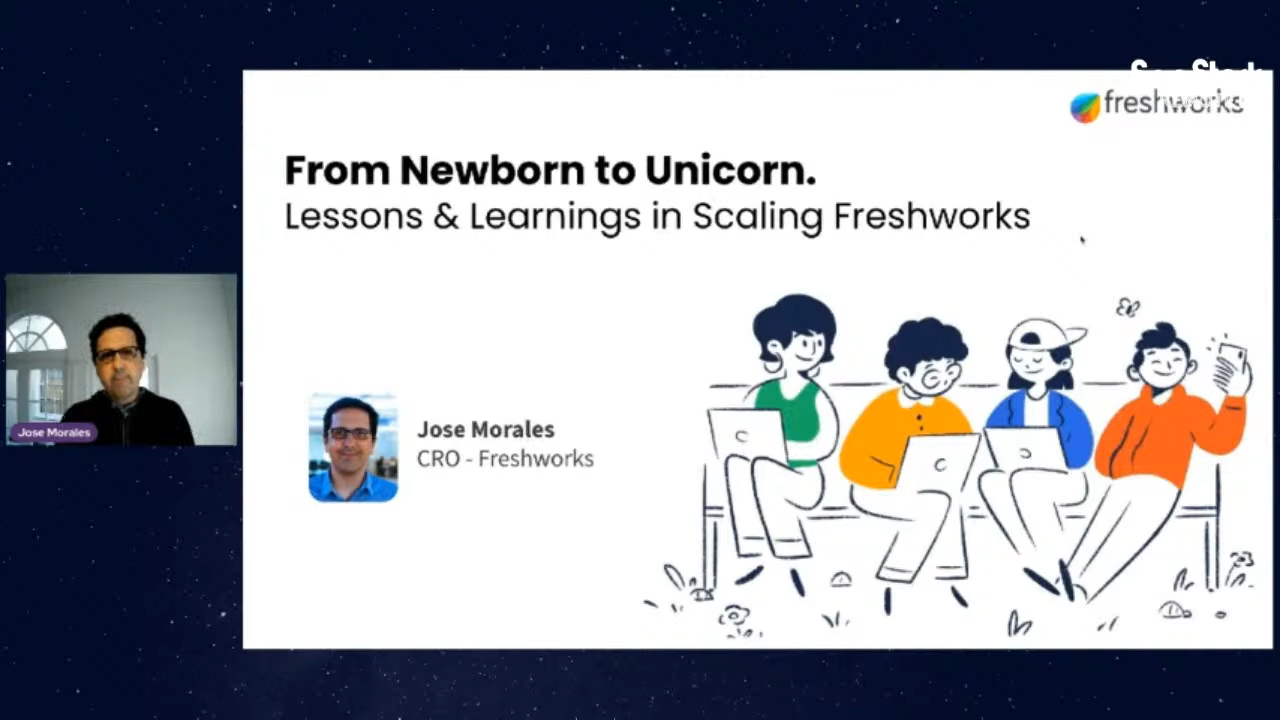 freshworks
From Newborn to Unicorn.
Lessons & Learnings in Scaling Freshworks
Jose Morales
CRO - Freshworks
Jose Morales